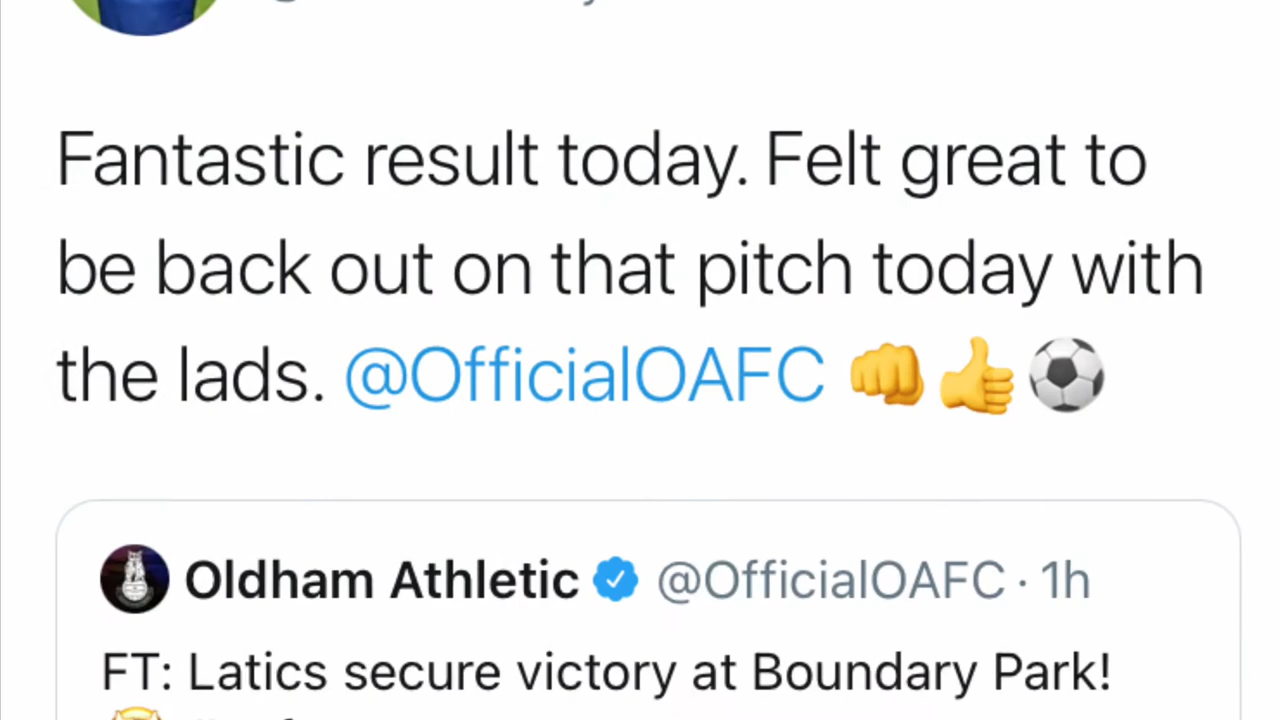 Fantastic result today. Felt great to
be back out on that pitch today with
the lads. @OfficialOAFC 👊👍⚽
Oldham Athletic @OfficialOAFC · 1h
FT: Latics secure victory at Boundary Park!